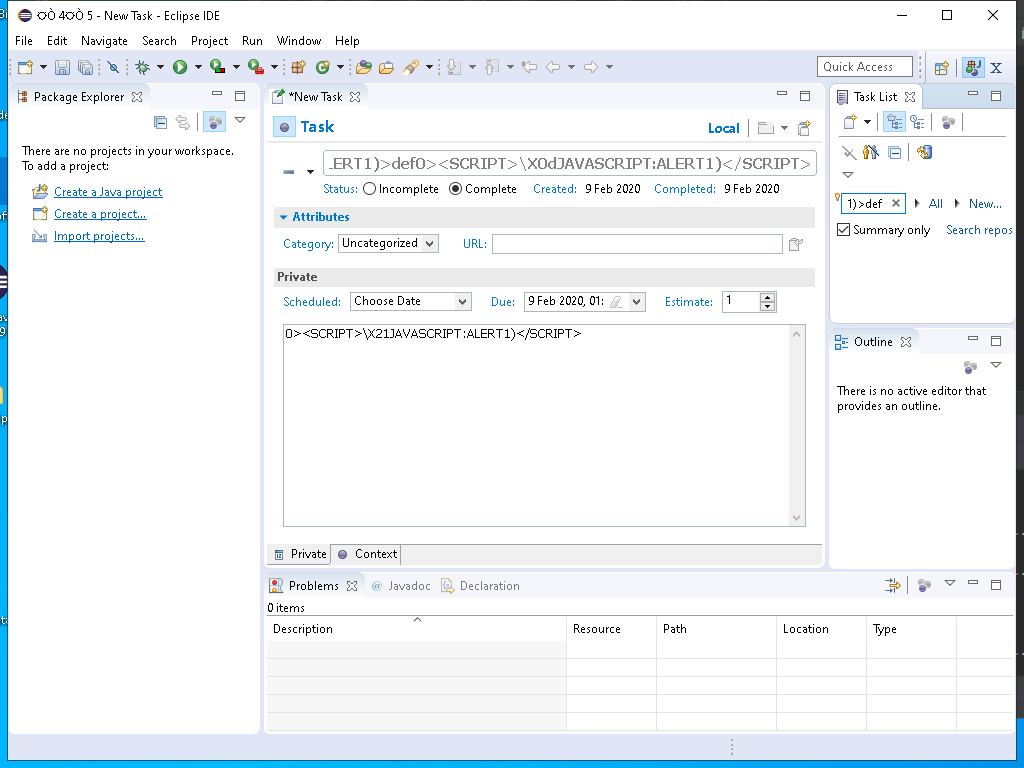 OÒ 4OÒ 5 - New Task - Eclipse IDE
File Edit Navigate Search Project Run Window Help
Quick Access
Package Explorer
There are no projects in your workspace.
To add a project:
Create a Java project
Create a project...
Import projects...
*New Task
Task
Local
.ERT1)>def0><SCRIPT>\X0dJAVASCRIPT:ALERT1)</SCRIPT>
Status: Incomplete Complete Created: 9 Feb 2020 Completed: 9 Feb 2020
Attributes
Category: Uncategorized URL:
Private
Scheduled: Choose Date Due: 9 Feb 2020, 01: Estimate: 1
0><SCRIPT>\X21JAVASCRIPT:ALERT1)</SCRIPT>
Private Context
Task List
1)>def All New...
Summary only Search repos
Outline
There is no active editor that
provides an outline.
Problems @ Javadoc Declaration
0 items
Description Resource Path Location Type